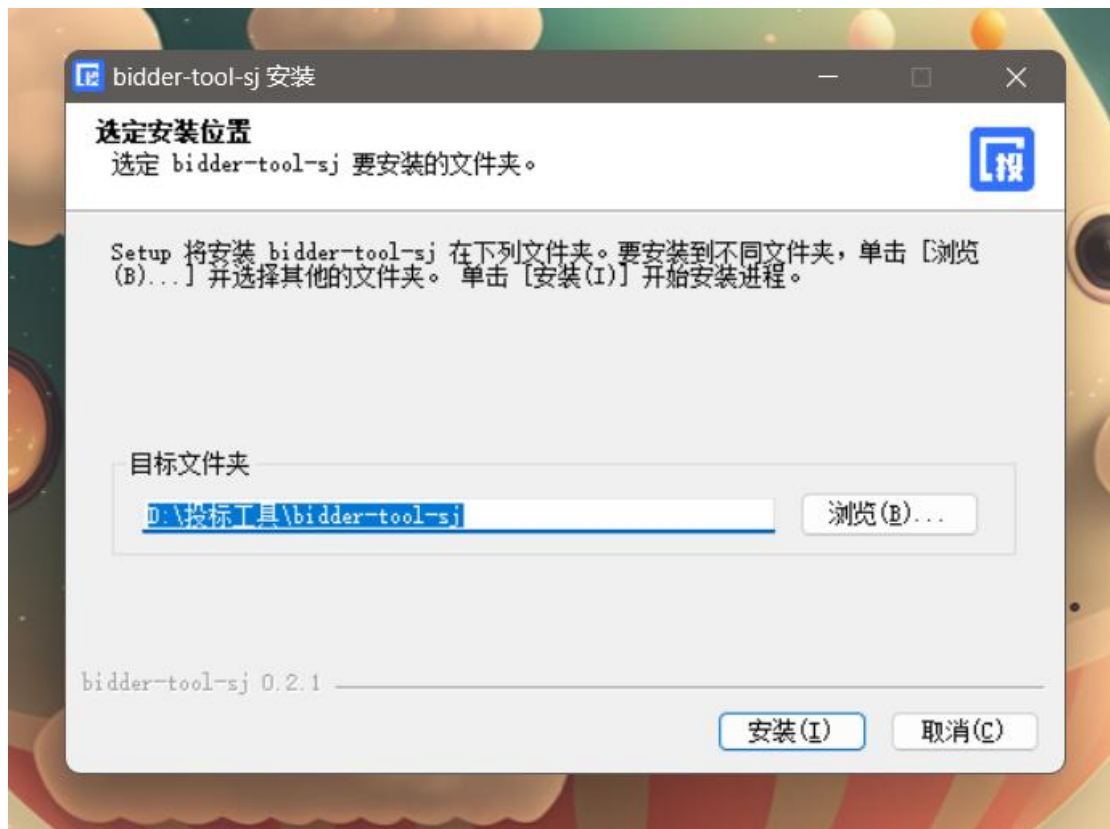 bidder-tool-sj 安装
选定安装位置
选定 bidder-tool-sj 要安装的文件夹。
投
Setup 将安装 bidder-tool-sj 在下列文件夹。要安装到不同文件夹，单击 [浏览
(B)...] 并选择其他的文件夹。 单击 [安装(I)] 开始安装进程。
目标文件夹
D:\投标工具\bidder-tool-sj
浏览(B)...
bidder-tool-sj 0.2.1
安装(I)
取消(C)